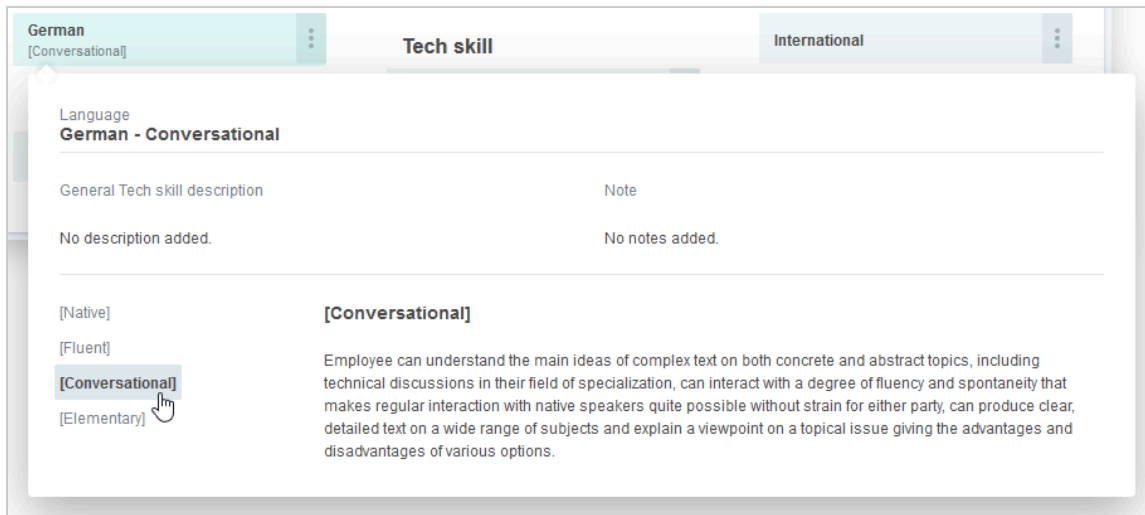 German
[Conversational]
Tech skill
International
Language
German - Conversational
General Tech skill description
Note
No description added.
No notes added.
[Native]
[Fluent]
[Conversational]
[Elementary]
[Conversational]
Employee can understand the main ideas of complex text on both concrete and abstract topics, including
technical discussions in their field of specialization, can interact with a degree of fluency and spontaneity that
makes regular interaction with native speakers quite possible without strain for either party, can produce clear,
detailed text on a wide range of subjects and explain a viewpoint on a topical issue giving the advantages and
disadvantages of various options.